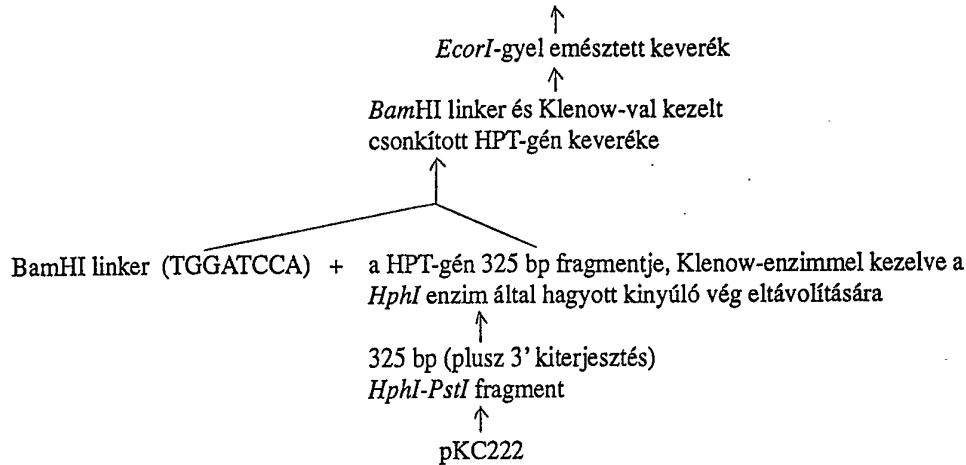 EcorI-gyel emésztett keverék
BamHI linker és Klenow-val kezelt
csonkított HPT-gén keveréke
BamHI linker (TGGATCCA) + a HPT-gén 325 bp fragmentje, Klenow-enzimmel kezelve a
HphI enzim által hagyott kinyúló vég eltávolítására
325 bp (plusz 3’ kiterjesztés)
HphI-PstI fragment
pKC222